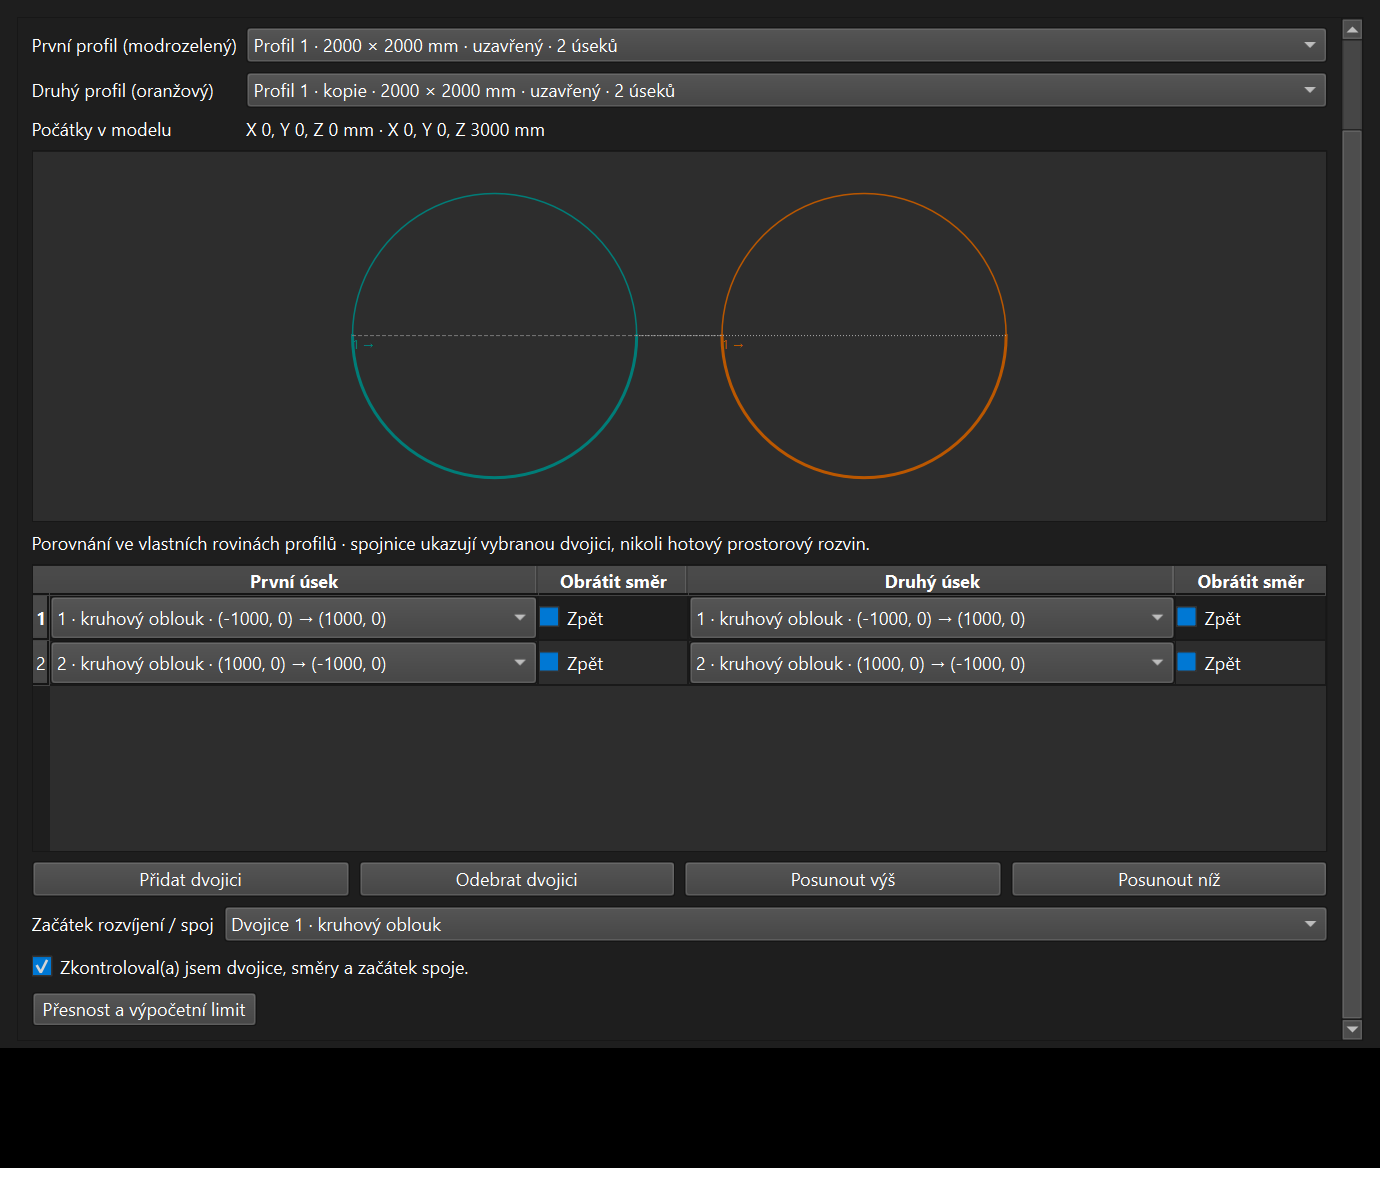 První profil (modrozelený) Profil 1 · 2000 × 2000 mm · uzavřený · 2 úseků
Druhý profil (oranžový) Profil 1 · kopie · 2000 × 2000 mm · uzavřený · 2 úseků
Počátky v modelu X 0, Y 0, Z 0 mm · X 0, Y 0, Z 3000 mm
1 → 1 →
Porovnání ve vlastních rovinách profilů · spojnice ukazují vybranou dvojici, nikoli hotový prostorový rozvin.
První úsek Obrátit směr Druhý úsek Obrátit směr
1 1 · kruhový oblouk · (-1000, 0) → (1000, 0) Zpět 1 · kruhový oblouk · (-1000, 0) → (1000, 0) Zpět
2 2 · kruhový oblouk · (1000, 0) → (-1000, 0) Zpět 2 · kruhový oblouk · (1000, 0) → (-1000, 0) Zpět
Přidat dvojici Odebrat dvojici Posunout výš Posunout níž
Začátek rozvíjení / spoj Dvojice 1 · kruhový oblouk
Zkontroloval(a) jsem dvojice, směry a začátek spoje.
Přesnost a výpočetní limit